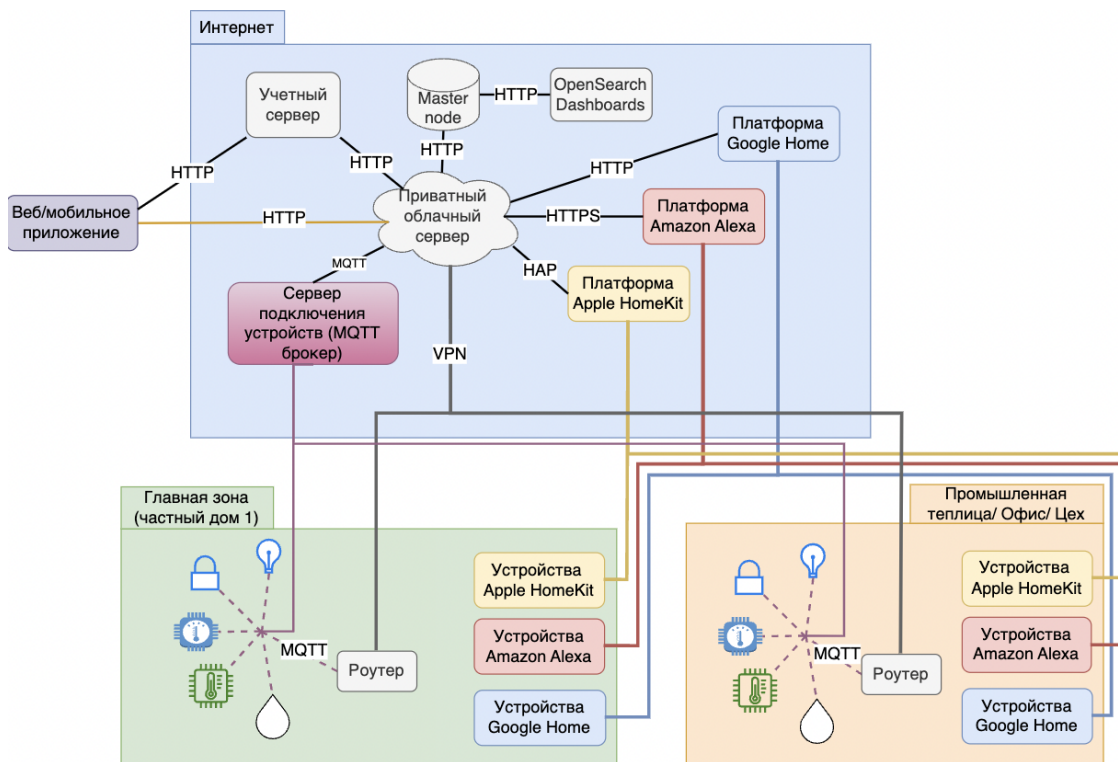 Интернет
Учетный
сервер
Master
node
HTTP
OpenSearch
Dashboards
HTTP
HTTP
HTTP
Платформа
Google Home
HTTP
Веб/мобильное
приложение
HTTP
Приватный
облачный
сервер
HTTPS
Платформа
Amazon Alexa
MQTT
HAP
Платформа
Apple HomeKit
Сервер
подключения
устройств (MQTT
брокер)
VPN
Главная зона
(частный дом 1)
MQTT
Роутер
Устройства
Apple HomeKit
Устройства
Amazon Alexa
Устройства
Google Home
Промышленная
теплица/ Офис/ Цех
MQTT
Роутер
Устройства
Apple HomeKit
Устройства
Amazon Alexa
Устройства
Google Home